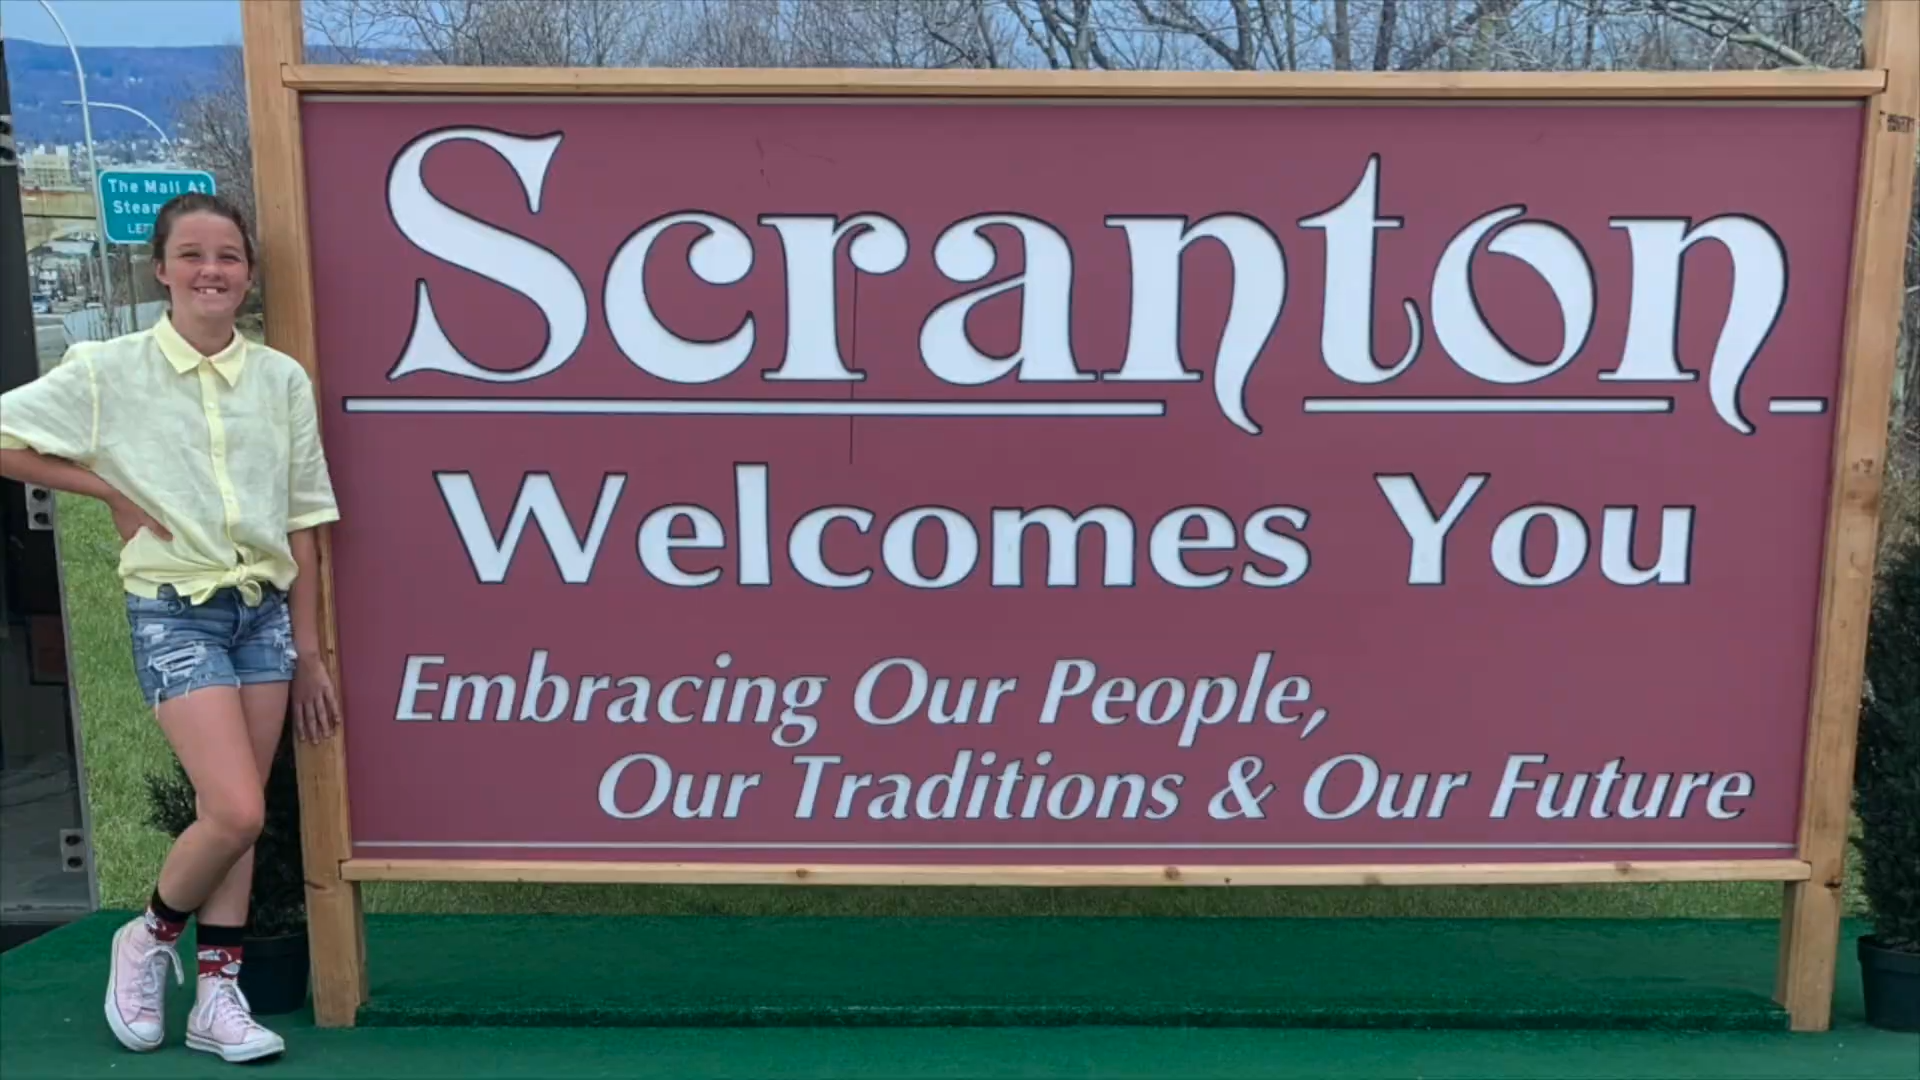 The Mall At
Scranton
Welcomes You
Embracing Our People,
Our Traditions & Our Future